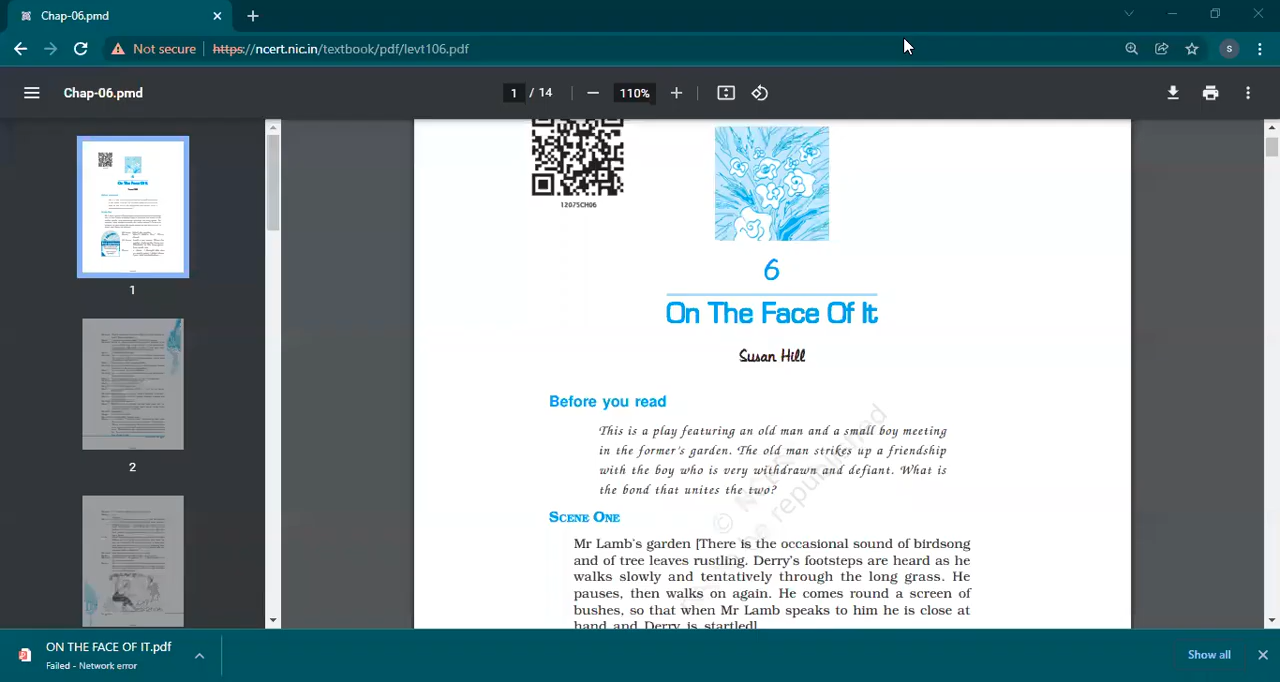 Chap-06.pmd
Not secure
https://ncert.nic.in/textbook/pdf/levt106.pdf
s
Chap-06.pmd
1 / 14
110%
1
2
12075CH06
6
On The Face Of It
Susan Hill
Before you read
This is a play featuring an old man and a small boy meeting
in the former's garden. The old man strikes up a friendship
with the boy who is very withdrawn and defiant. What is
the bond that unites the two?
SCENE ONE
Mr Lamb's garden [There is the occasional sound of birdsong
and of tree leaves rustling. Derry's footsteps are heard as he
walks slowly and tentatively through the long grass. He
pauses, then walks on again. He comes round a screen of
bushes, so that when Mr Lamb speaks to him he is close at
hand and Derry is startled]
republished
ON THE FACE OF IT.pdf
Failed - Network error
Show all